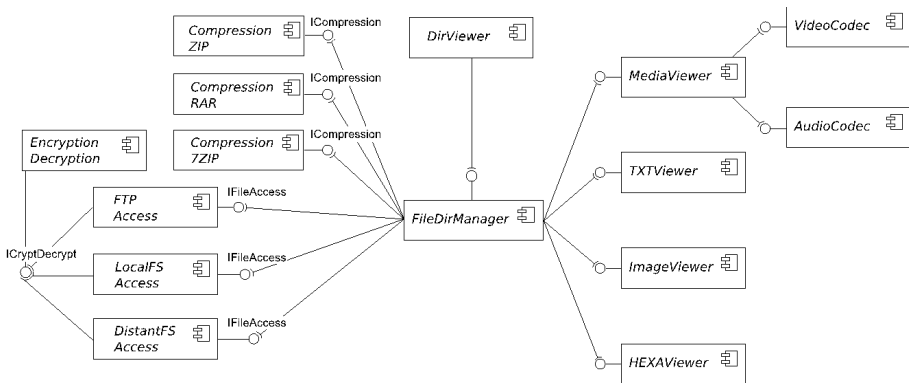 ICompression
Compression
ZIP
DirViewer
VideoCodec
ICompression
Compression
RAR
MediaViewer
ICompression
Compression
7ZIP
AudioCodec
Encryption
Decryption
TXTViewer
FTP
Access
IFileAccess
FileDirManager
ICryptDecrypt
LocalFS
Access
IFileAccess
ImageViewer
DistantFS
Access
IFileAccess
HEXAViewer